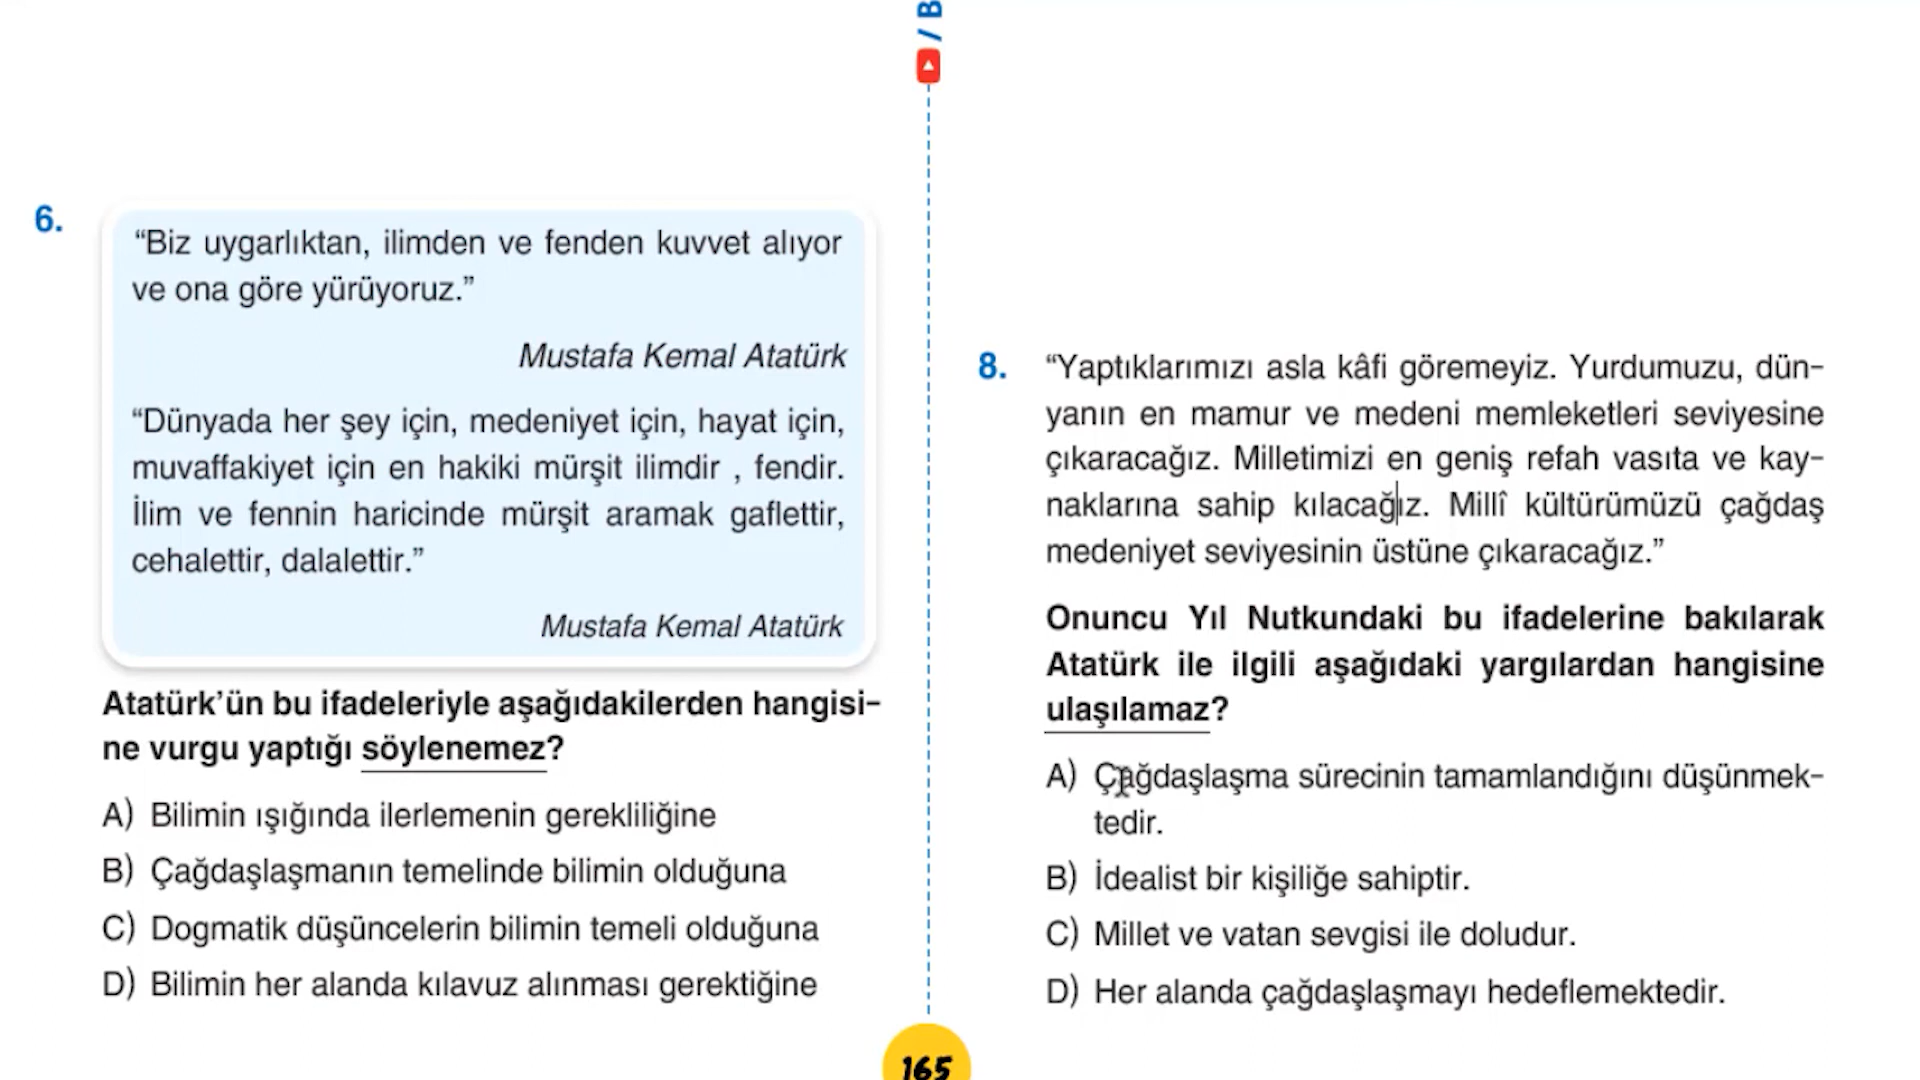 / B
6.
“Biz uygarlıktan, ilimden ve fenden kuvvet alıyor
ve ona göre yürüyoruz.”
Mustafa Kemal Atatürk
“Dünyada her şey için, medeniyet için, hayat için,
muvaffakiyet için en hakiki mürşit ilimdir , fendir.
İlim ve fennin haricinde mürşit aramak gaflettir,
cehalettir, dalalettir.”
Mustafa Kemal Atatürk
Atatürk’ün bu ifadeleriyle aşağıdakilerden hangisi-
ne vurgu yaptığı söylenemez?
A) Bilimin ışığında ilerlemenin gerekliliğine
B) Çağdaşlaşmanın temelinde bilimin olduğuna
C) Dogmatik düşüncelerin bilimin temeli olduğuna
D) Bilimin her alanda kılavuz alınması gerektiğine
8. “Yaptıklarımızı asla kâfi göremeyiz. Yurdumuzu, dün-
yanın en mamur ve medeni memleketleri seviyesine
çıkaracağız. Milletimizi en geniş refah vasıta ve kay-
naklarına sahip kılacağız. Millî kültürümüzü çağdaş
medeniyet seviyesinin üstüne çıkaracağız.”
Onuncu Yıl Nutkundaki bu ifadelerine bakılarak
Atatürk ile ilgili aşağıdaki yargılardan hangisine
ulaşılamaz?
A) Çağdaşlaşma sürecinin tamamlandığını düşünmek-
tedir.
B) İdealist bir kişiliğe sahiptir.
C) Millet ve vatan sevgisi ile doludur.
D) Her alanda çağdaşlaşmayı hedeflemektedir.
165